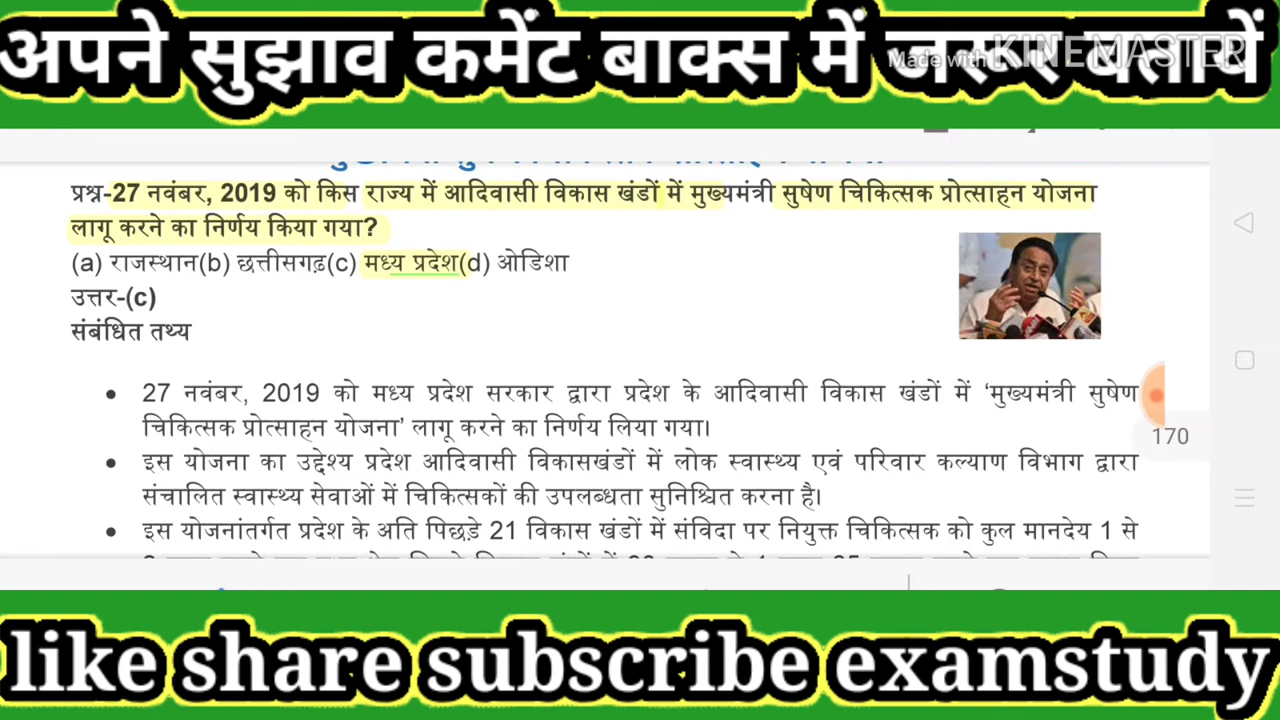 अपने सुझाव कमेंट बाक्स में जरूर बतायें
Made with KINEMASTER
प्रश्न-27 नवंबर, 2019 को किस राज्य में आदिवासी विकास खंडों में मुख्यमंत्री सुषेण चिकित्सक प्रोत्साहन योजना
लागू करने का निर्णय किया गया?
(a) राजस्थान(b) छत्तीसगढ़(c) मध्य प्रदेश(d) ओडिशा
उत्तर-(c)
संबंधित तथ्य
• 27 नवंबर, 2019 को मध्य प्रदेश सरकार द्वारा प्रदेश के आदिवासी विकास खंडों में ‘मुख्यमंत्री सुषेण
चिकित्सक प्रोत्साहन योजना’ लागू करने का निर्णय लिया गया।
• इस योजना का उद्देश्य प्रदेश आदिवासी विकासखंडों में लोक स्वास्थ्य एवं परिवार कल्याण विभाग द्वारा
संचालित स्वास्थ्य सेवाओं में चिकित्सकों की उपलब्धता सुनिश्चित करना है।
170
• इस योजनांतर्गत प्रदेश के अति पिछड़े 21 विकास खंडों में संविदा पर नियुक्त चिकित्सक को कुल मानदेय 1 से
like share subscribe examstudy